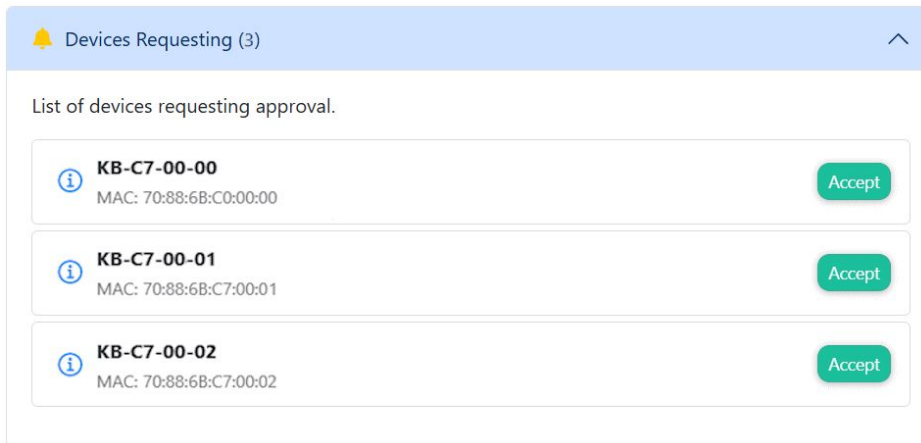 Devices Requesting (3)
List of devices requesting approval.
KB-C7-00-00
MAC: 70:88:6B:C0:00:00
Accept
KB-C7-00-01
MAC: 70:88:6B:C7:00:01
Accept
KB-C7-00-02
MAC: 70:88:6B:C7:00:02
Accept